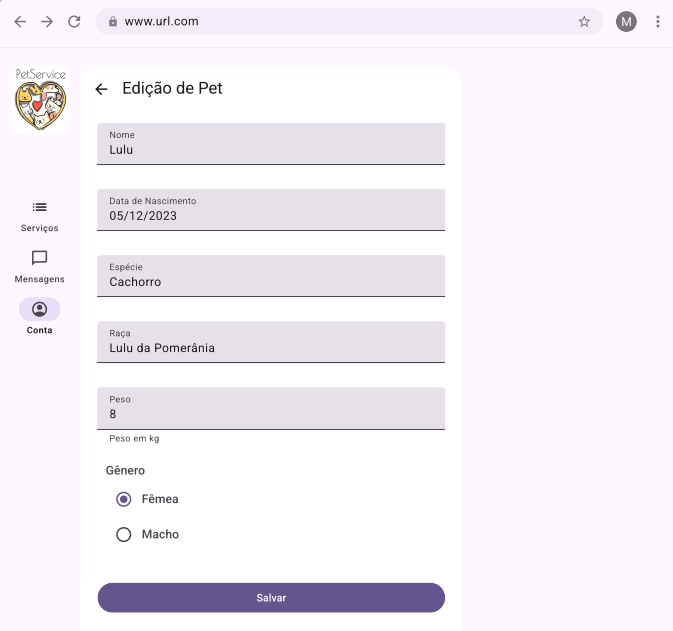 www.url.com
M
PetService
Edição de Pet
Nome
Lulu
Data de Nascimento
05/12/2023
Serviços
Mensagens
Conta
Espécie
Cachorro
Raça
Lulu da Pomerânia
Peso
8
Peso em kg
Gênero
Fêmea
Macho
Salvar